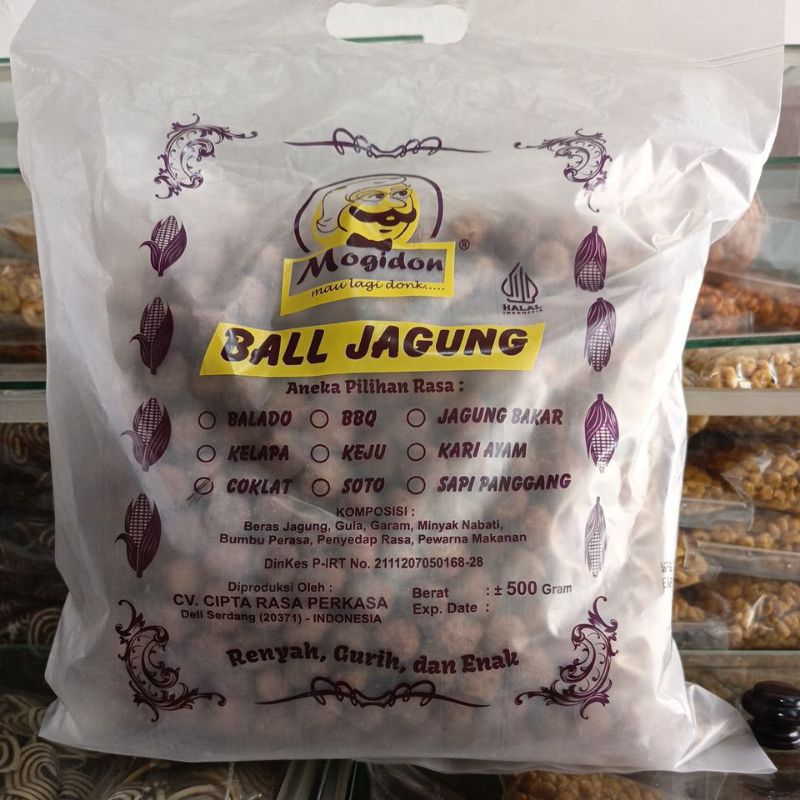 Mogidon ®
mau lagi donk.....
HALAL
INDONESIA
BALL JAGUNG
Aneka Pilihan Rasa :
BALADO BBQ JAGUNG BAKAR
KELAPA KEJU KARI AYAM
COKLAT SOTO SAPI PANGGANG
KOMPOSISI :
Beras Jagung, Gula, Garam, Minyak Nabati,
Bumbu Perasa, Penyedap Rasa, Pewarna Makanan
DinKes P-IRT No. 2111207050168-28
Diproduksi Oleh :
CV. CIPTA RASA PERKASA
Deli Serdang (20371) - INDONESIA
Berat : ± 500 Gram
Exp. Date :
Renyah, Gurih, dan Enak